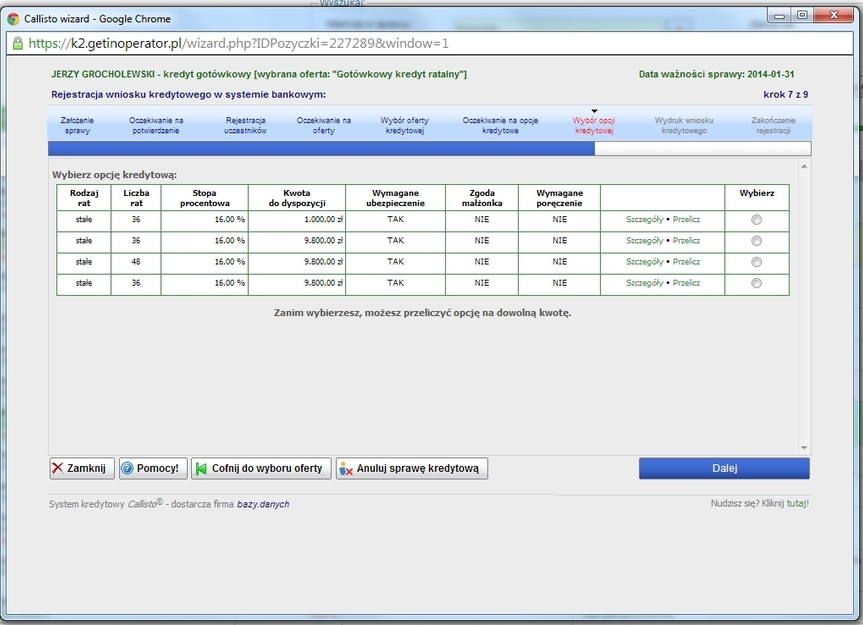 Wyszukaj:
Callisto wizard - Google Chrome
https://k2.getinoperator.pl/wizard.php?IDPozyczki=227289&window=1
JERZY GROCHOLEWSKI - kredyt gotówkowy [wybrana oferta: "Gotówkowy kredyt ratalny"] Data ważności sprawy: 2014-01-31
Rejestracja wniosku kredytowego w systemie bankowym: krok 7 z 9
Założenie sprawy Oczekiwanie na potwierdzenie Rejestracja uczestników Oczekiwanie na oferty Wybór oferty kredytowej Oczekiwanie na opcje kredytowe Wybór opcji kredytowej Wydruk wniosku kredytowego Zakończenie rejestracji
Wybierz opcję kredytową:
Rodzaj rat Liczba rat Stopa procentowa Kwota do dyspozycji Wymagane ubezpieczenie Zgoda małżonka Wymagane poręczenie Wybierz
stałe 36 16,00 % 1.000,00 zł TAK NIE NIE Szczegóły • Przelicz
stałe 36 16,00 % 9.800,00 zł TAK NIE NIE Szczegóły • Przelicz
stałe 48 16,00 % 9.800,00 zł TAK NIE NIE Szczegóły • Przelicz
stałe 36 16,00 % 9.800,00 zł TAK NIE NIE Szczegóły • Przelicz
Zanim wybierzesz, możesz przeliczyć opcję na dowolną kwotę.
Zamknij Pomocy! Cofnij do wyboru oferty Anuluj sprawę kredytową Dalej
System kredytowy Callisto© - dostarcza firma bazy.danych Nudzisz się? Kliknij tutaj!